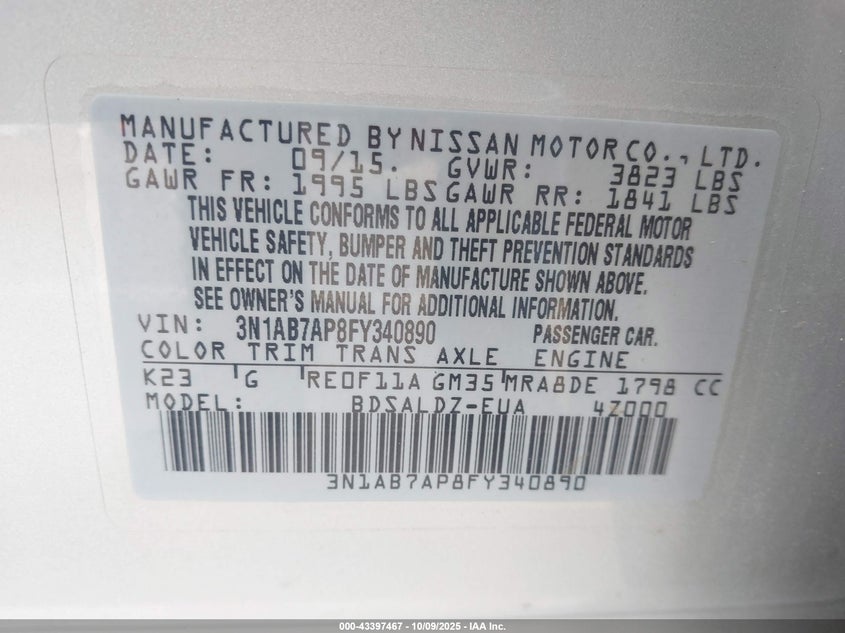 MANUFACTURED BY NISSAN MOTOR CO., LTD.
DATE: 09/15. GVWR: 3823 LBS
GAWR FR: 1995 LBS GAWR RR: 1841 LBS
THIS VEHICLE CONFORMS TO ALL APPLICABLE FEDERAL MOTOR
VEHICLE SAFETY, BUMPER AND THEFT PREVENTION STANDARDS
IN EFFECT ON THE DATE OF MANUFACTURE SHOWN ABOVE.
SEE OWNER'S MANUAL FOR ADDITIONAL INFORMATION.
VIN: 3N1AB7AP8FY340890 PASSENGER CAR.
COLOR TRIM TRANS AXLE ENGINE
K23 G RE0F11A GM35 MRA8DE 1798 CC
MODEL: BDSALDZ-EUA 4Z000
3N1AB7AP8FY340890
000-43397467 - 10/09/2025 - IAA Inc.